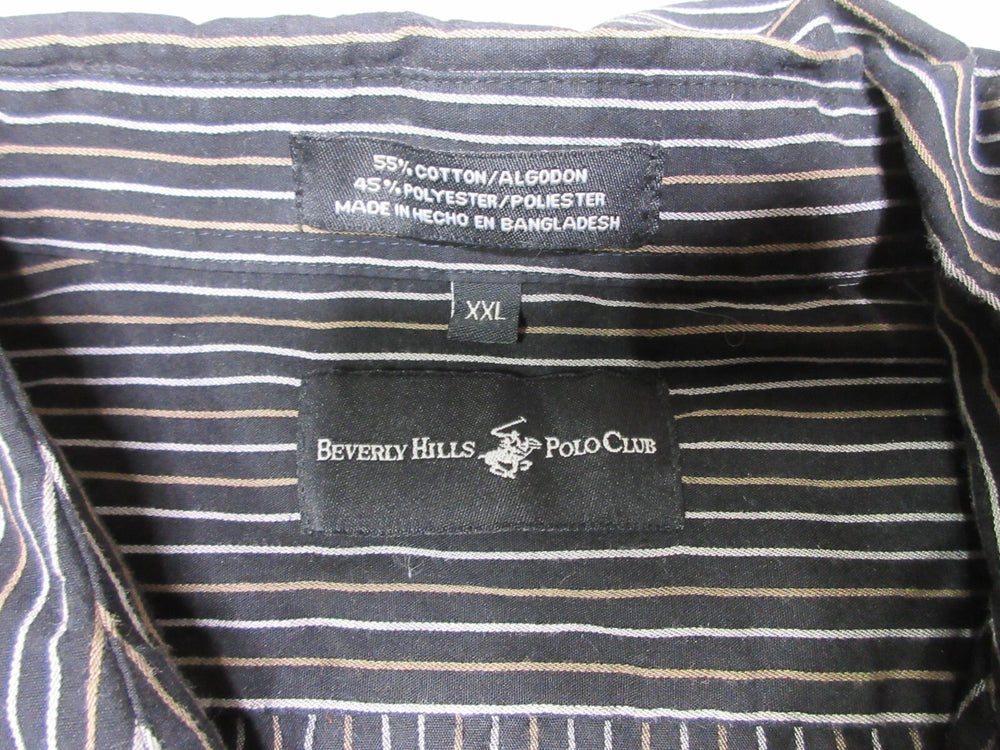 55% COTTON/ALGODON
45% POLYESTER/POLIESTER
MADE IN HECHO EN BANGLADESH
XXL
BEVERLY HILLS POLO CLUB